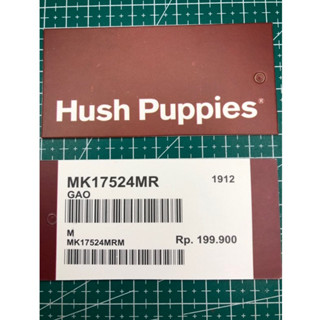 Hush Puppies®
MK17524MR 1912
GAO
M
MK17524MRM Rp. 199.900